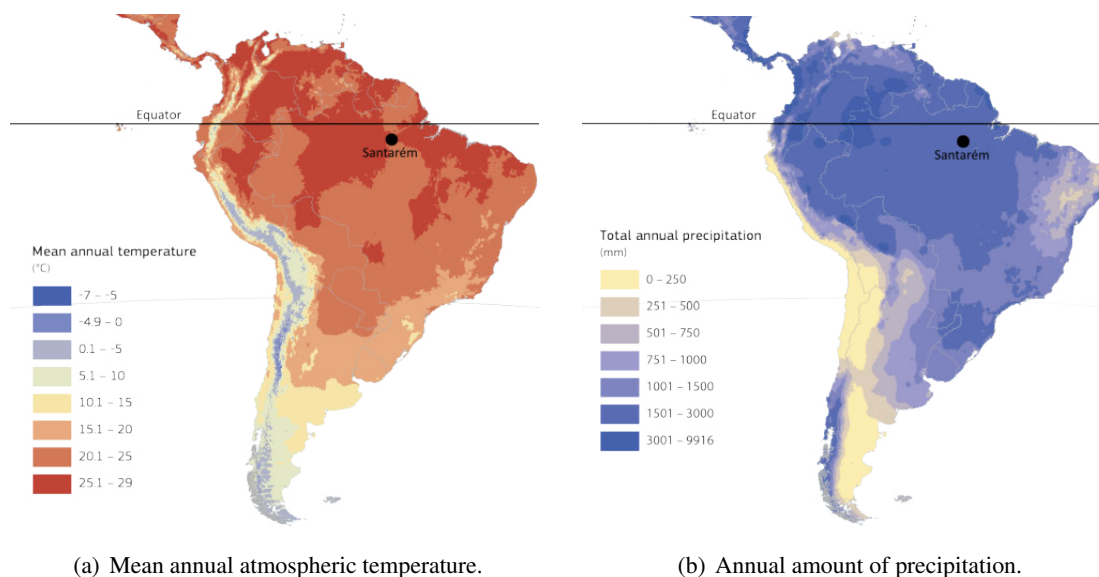 Equator
Santarém
Mean annual temperature
(°C)
-7 – -5
-4.9 – 0
0.1 – -5
5.1 – 10
10.1 – 15
15.1 – 20
20.1 – 25
25.1 – 29
(a) Mean annual atmospheric temperature.
Equator
Santarém
Total annual precipitation
(mm)
0 – 250
251 – 500
501 – 750
751 – 1000
1001 – 1500
1501 – 3000
3001 – 9916
(b) Annual amount of precipitation.